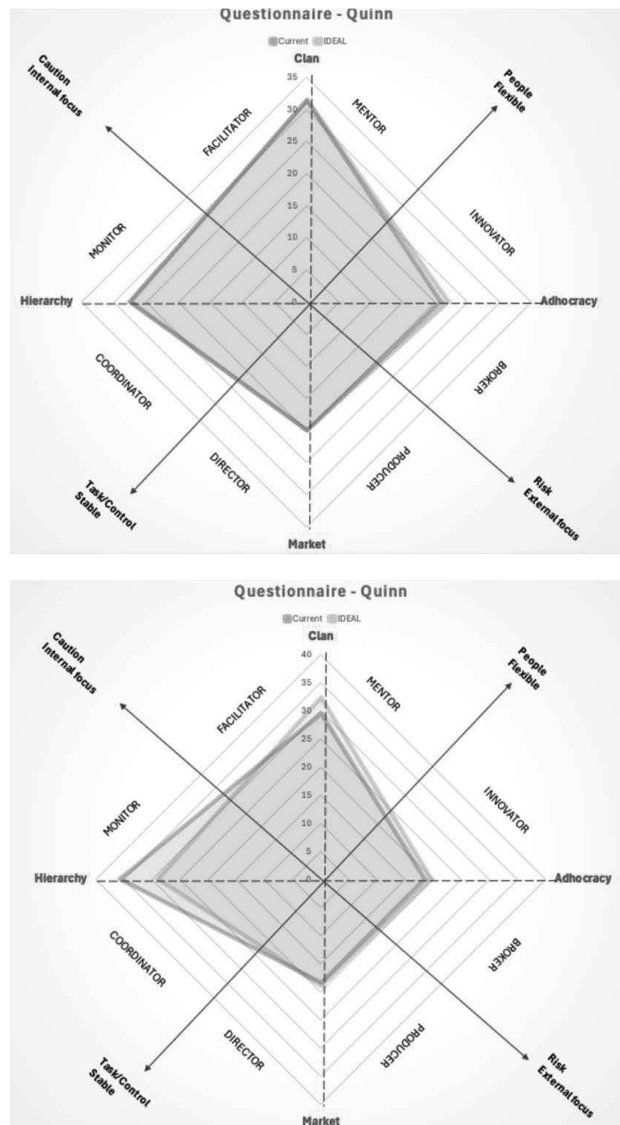 Questionnaire - Quinn
Current IDEAL
Clan
35
30
25
20
15
10
5
0
Caution
Internal focus
People
Flexible
FACILITATOR
MENTOR
MONITOR
INNOVATOR
Hierarchy
Adhocracy
COORDINATOR
BROKER
DIRECTOR
PRODUCER
Task/Control
Stable
Risk
External focus
Market
Questionnaire - Quinn
Current IDEAL
Clan
40
35
30
25
20
15
10
5
0
Caution
Internal focus
People
Flexible
FACILITATOR
MENTOR
MONITOR
INNOVATOR
Hierarchy
Adhocracy
COORDINATOR
BROKER
DIRECTOR
PRODUCER
Task/Control
Stable
Risk
External focus
Market